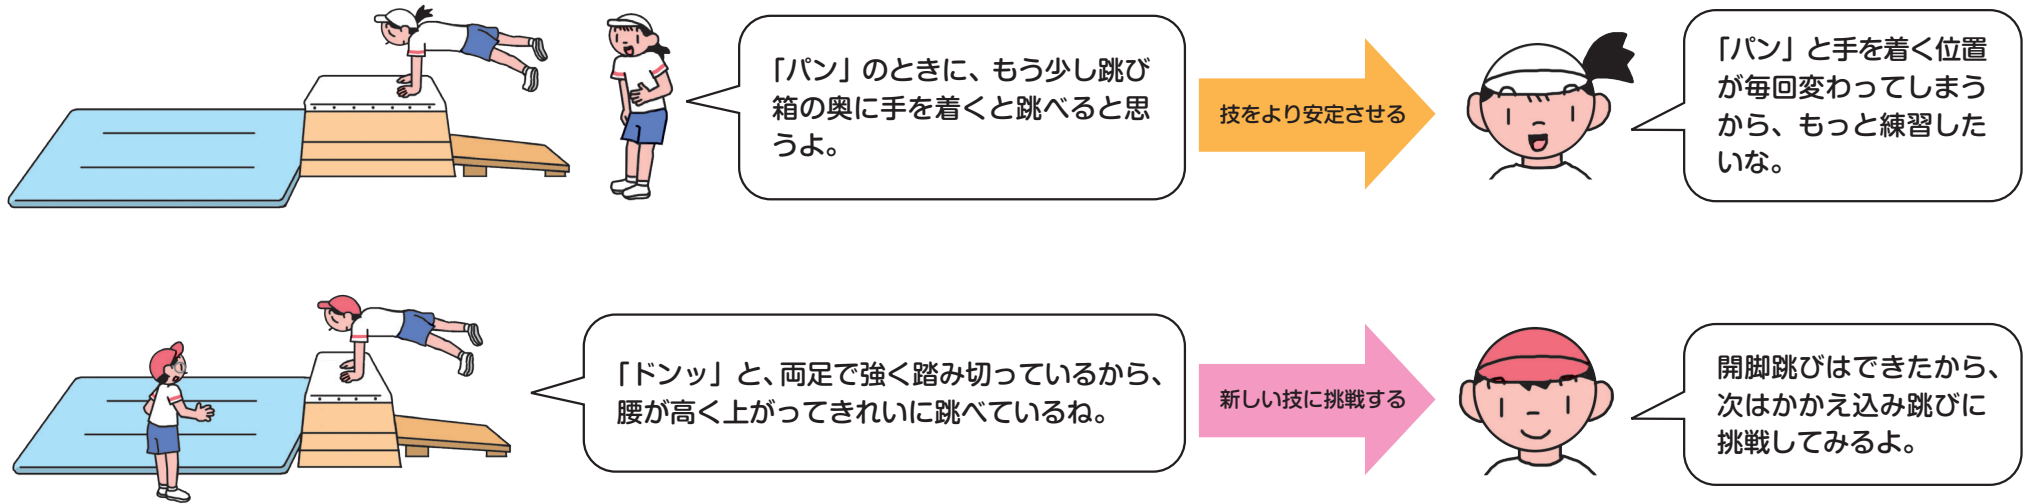 「パン」のときに、もう少し跳び
箱の奥に手を着くと跳べると思
うよ。
技をより安定させる
「パン」と手を着く位置
が毎回変わってしまう
から、もっと練習した
いな。
「ドンッ」と、両足で強く踏み切っているから、
腰が高く上がってきれいに跳べているね。
新しい技に挑戦する
開脚跳びはできたから、
次はかかえ込み跳びに
挑戦してみるよ。